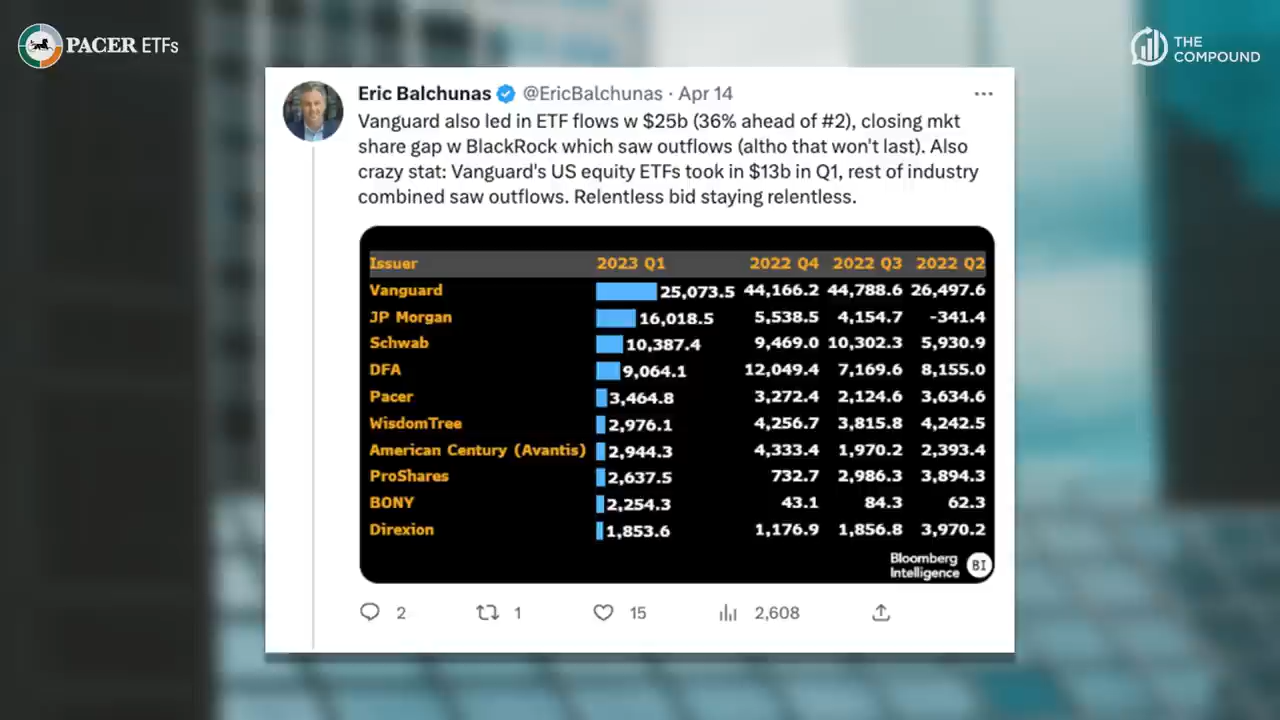 PACER ETFs
THE
COMPOUND
Eric Balchunas @EricBalchunas · Apr 14
Vanguard also led in ETF flows w $25b (36% ahead of #2), closing mkt
share gap w BlackRock which saw outflows (altho that won't last). Also
crazy stat: Vanguard's US equity ETFs took in $13b in Q1, rest of industry
combined saw outflows. Relentless bid staying relentless.
Issuer 2023 Q1 2022 Q4 2022 Q3 2022 Q2
Vanguard 25,073.5 44,166.2 44,788.6 26,497.6
JP Morgan 16,018.5 5,538.5 4,154.7 -341.4
Schwab 10,387.4 9,469.0 10,302.3 5,930.9
DFA 9,064.1 12,049.4 7,169.6 8,155.0
Pacer 3,464.8 3,272.4 2,124.6 3,634.6
WisdomTree 2,976.1 4,256.7 3,815.8 4,242.5
American Century (Avantis) 2,944.3 4,333.4 1,970.2 2,393.4
ProShares 2,637.5 732.7 2,986.3 3,894.3
BONY 2,254.3 43.1 84.3 62.3
Direxion 1,853.6 1,176.9 1,856.8 3,970.2
Bloomberg
Intelligence BI
2 1 15 2,608